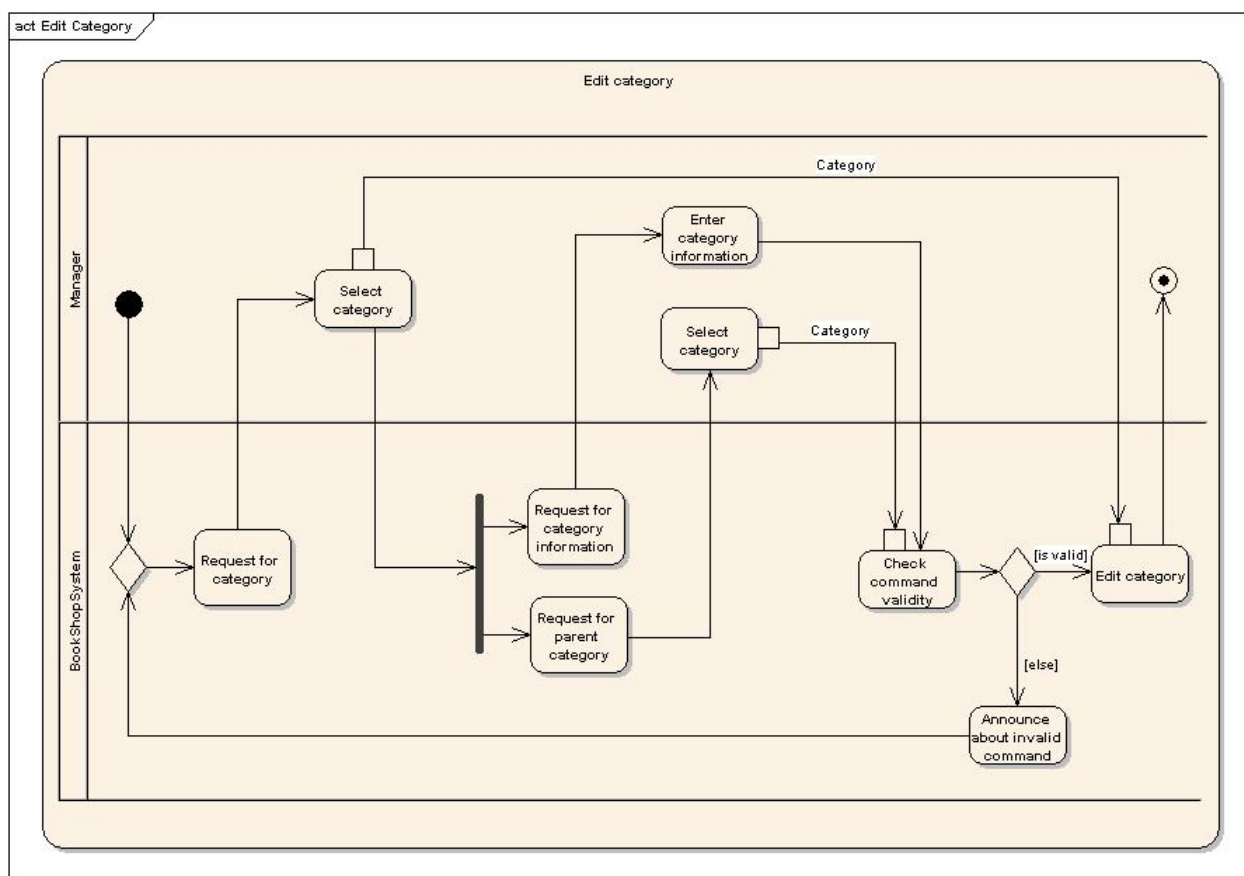 act Edit Category
Edit category
Manager
Category
Enter
category
information
Select
category
Select
category
Category
BookShopSystem
Request for
category
Request for
category
information
Request for
parent
category
Check
command
validity
[is valid]
Edit category
[else]
Announce
about invalid
command